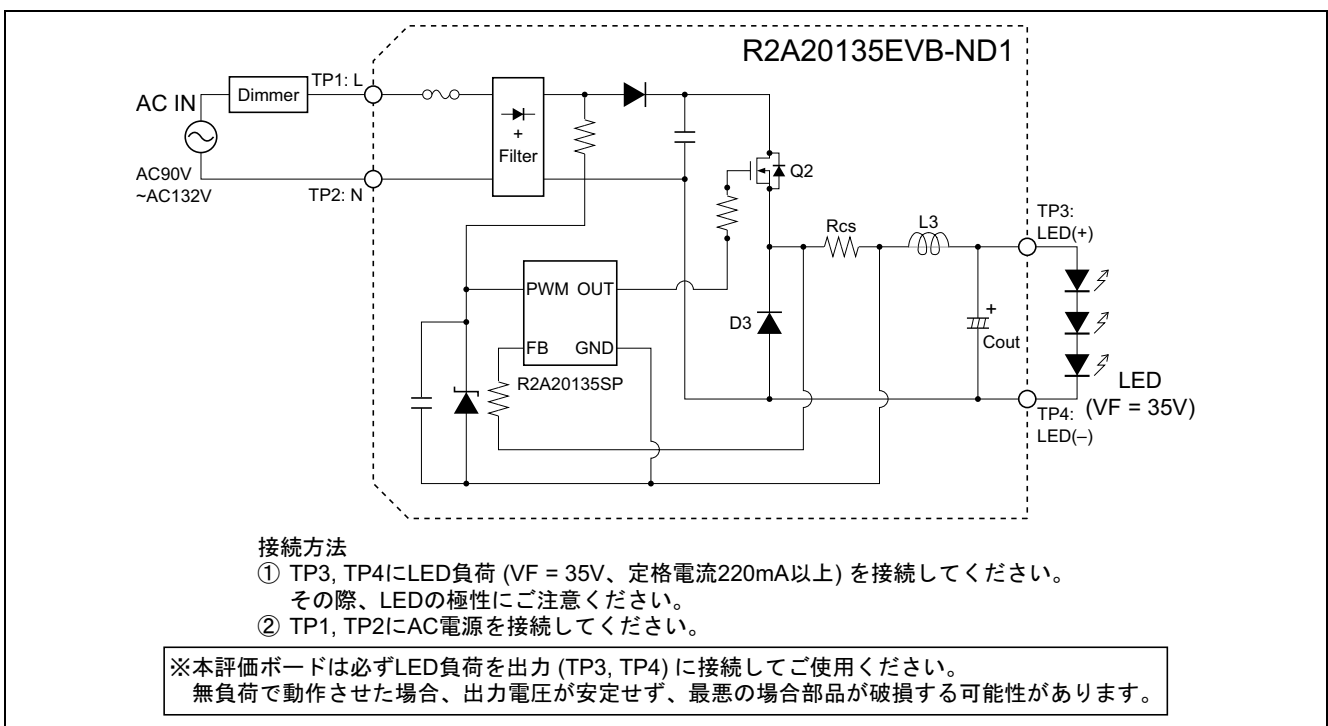 R2A20135EVB-ND1
AC IN
Dimmer
TP1: L
AC90V
~AC132V
TP2: N
+
Filter
Q2
Rcs
L3
TP3:
LED(+)
PWM OUT
FB GND
R2A20135SP
D3
+
Cout
LED
(VF = 35V)
TP4:
LED(–)
接続方法
① TP3, TP4にLED負荷 (VF = 35V、定格電流220mA以上) を接続してください。
その際、LEDの極性にご注意ください。
② TP1, TP2にAC電源を接続してください。
※本評価ボードは必ずLED負荷を出力 (TP3, TP4) に接続してご使用ください。
無負荷で動作させた場合、出力電圧が安定せず、最悪の場合部品が破損する可能性があります。